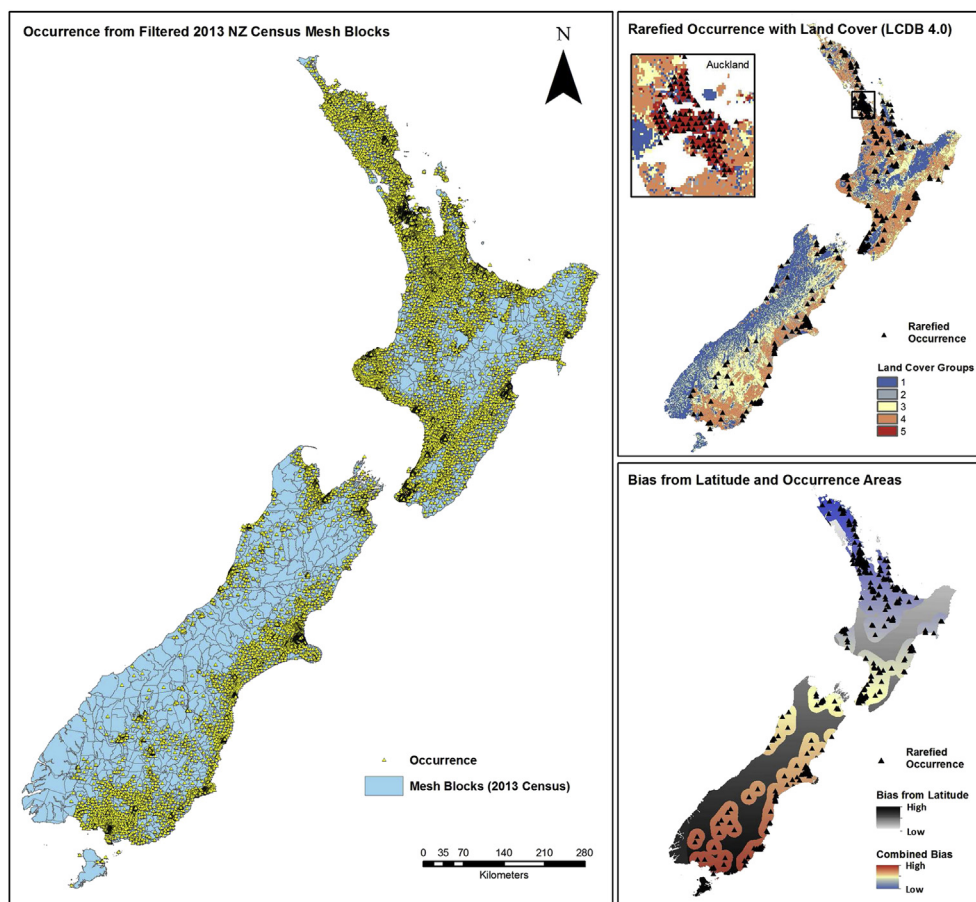 Occurrence from Filtered 2013 NZ Census Mesh Blocks
N
Occurrence
Mesh Blocks (2013 Census)
0 35 70 140 210 280
Kilometers
Rarefied Occurrence with Land Cover (LCDB 4.0)
Auckland
Rarefied
Occurrence
Land Cover Groups
1
2
3
4
5
Bias from Latitude and Occurrence Areas
Rarefied
Occurrence
Bias from Latitude
High
Low
Combined Bias
High
Low